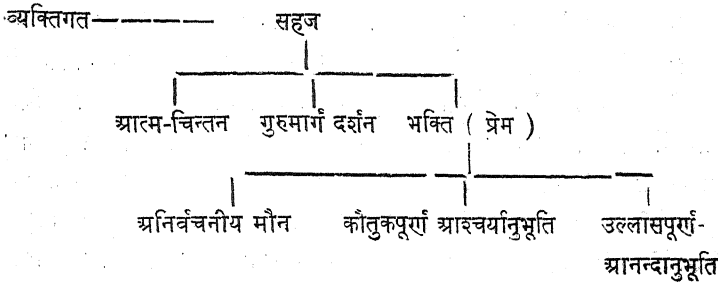 व्यक्तिगत — सहज
आत्म-चिन्तन गुरुमार्ग दर्शन भक्ति ( प्रेम )
अनिर्वचनीय मौन कौतुकपूर्ण आश्चर्यानुभूति उल्लासपूर्ण-
आनन्दानुभूति